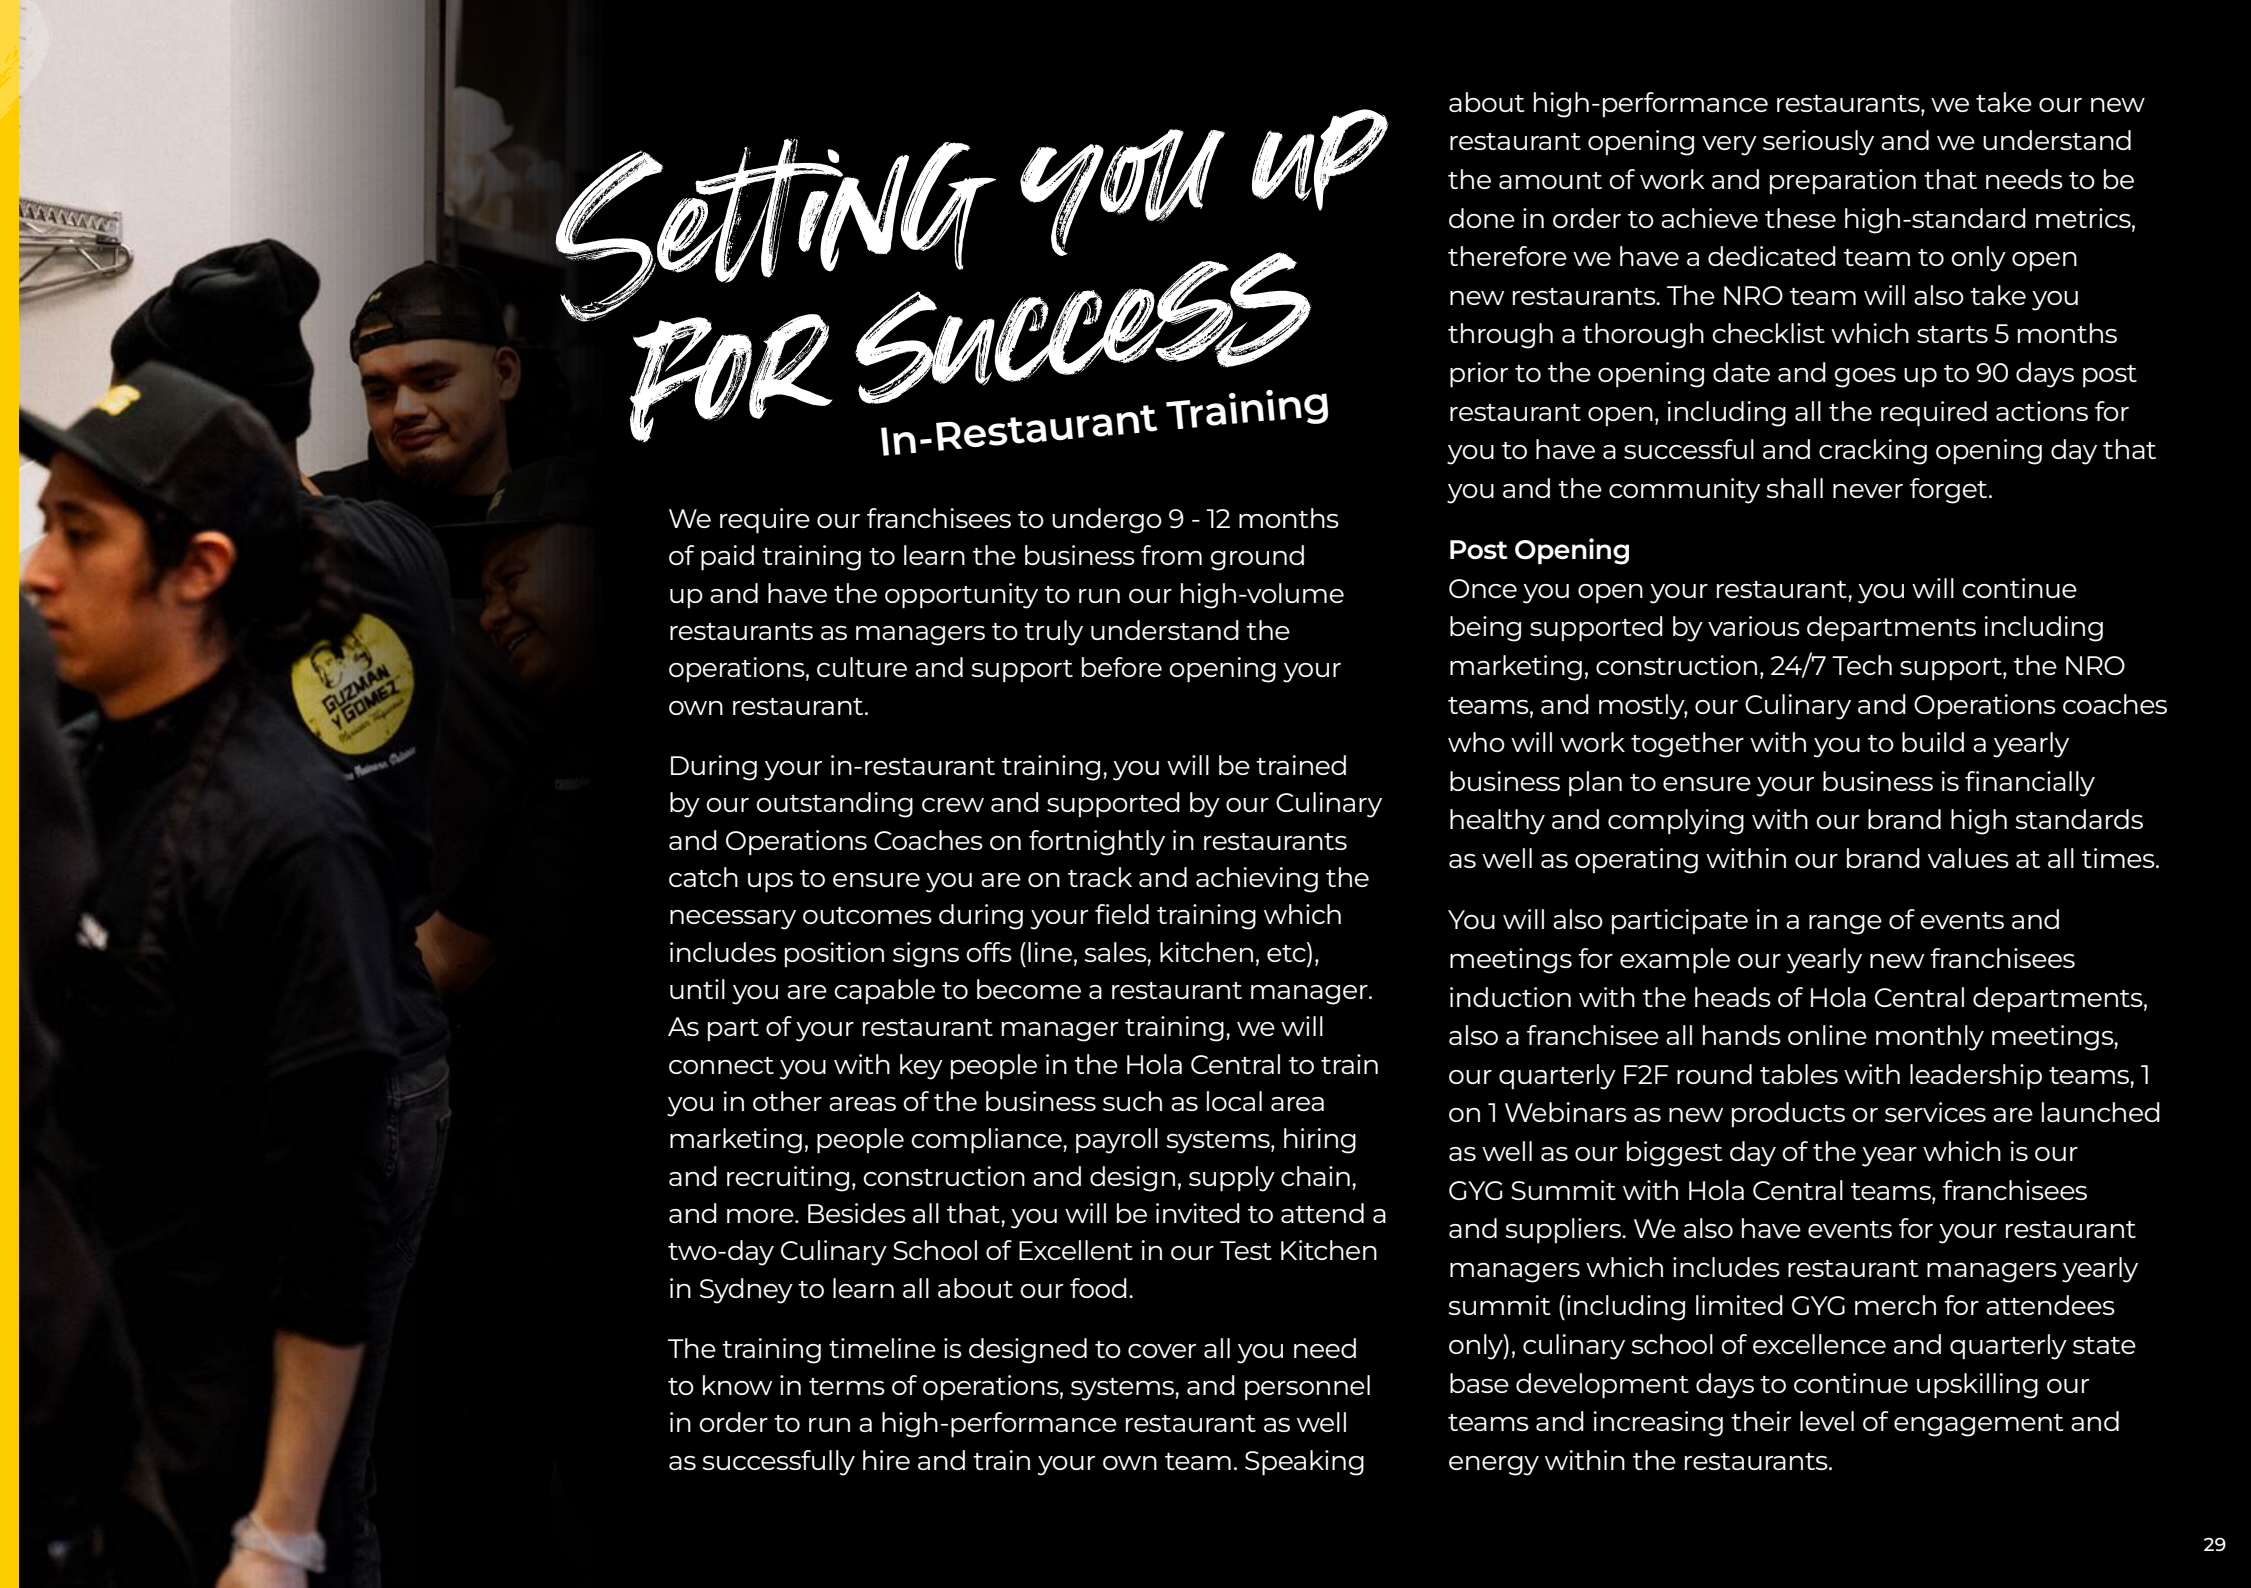 Setting you up
for success
In-Restaurant Training
We require our franchisees to undergo 9 - 12 months
of paid training to learn the business from ground
up and have the opportunity to run our high-volume
restaurants as managers to truly understand the
operations, culture and support before opening your
own restaurant.
During your in-restaurant training, you will be trained
by our outstanding crew and supported by our Culinary
and Operations Coaches on fortnightly in restaurants
catch ups to ensure you are on track and achieving the
necessary outcomes during your field training which
includes position signs offs (line, sales, kitchen, etc),
until you are capable to become a restaurant manager.
As part of your restaurant manager training, we will
connect you with key people in the Hola Central to train
you in other areas of the business such as local area
marketing, people compliance, payroll systems, hiring
and recruiting, construction and design, supply chain,
and more. Besides all that, you will be invited to attend a
two-day Culinary School of Excellent in our Test Kitchen
in Sydney to learn all about our food.
The training timeline is designed to cover all you need
to know in terms of operations, systems, and personnel
in order to run a high-performance restaurant as well
as successfully hire and train your own team. Speaking
about high-performance restaurants, we take our new
restaurant opening very seriously and we understand
the amount of work and preparation that needs to be
done in order to achieve these high-standard metrics,
therefore we have a dedicated team to only open
new restaurants. The NRO team will also take you
through a thorough checklist which starts 5 months
prior to the opening date and goes up to 90 days post
restaurant open, including all the required actions for
you to have a successful and cracking opening day that
you and the community shall never forget.
Post Opening
Once you open your restaurant, you will continue
being supported by various departments including
marketing, construction, 24/7 Tech support, the NRO
teams, and mostly, our Culinary and Operations coaches
who will work together with you to build a yearly
business plan to ensure your business is financially
healthy and complying with our brand high standards
as well as operating within our brand values at all times.
You will also participate in a range of events and
meetings for example our yearly new franchisees
induction with the heads of Hola Central departments,
also a franchisee all hands online monthly meetings,
our quarterly F2F round tables with leadership teams, 1
on 1 Webinars as new products or services are launched
as well as our biggest day of the year which is our
GYG Summit with Hola Central teams, franchisees
and suppliers. We also have events for your restaurant
managers which includes restaurant managers yearly
summit (including limited GYG merch for attendees
only), culinary school of excellence and quarterly state
base development days to continue upskilling our
teams and increasing their level of engagement and
energy within the restaurants.
GUZMAN
Y GOMEZ
29